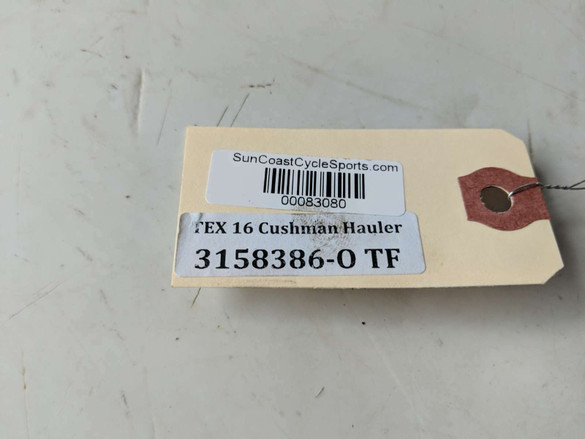 SunCoastCycleSports.com
00083080
TEX 16 Cushman Hauler
3158386-O TF